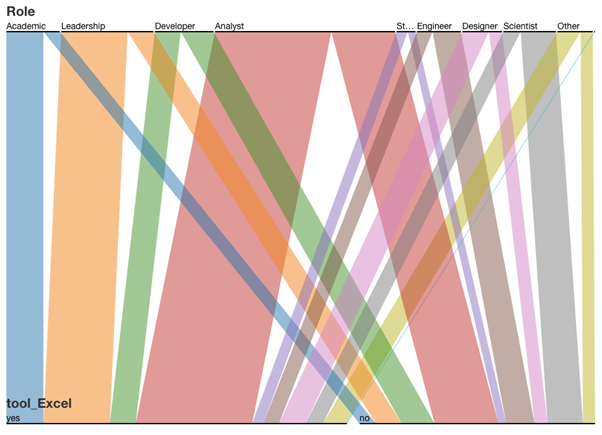 Role
Academic Leadership Developer Analyst St... Engineer Designer Scientist Other
tool_Excel
yes no